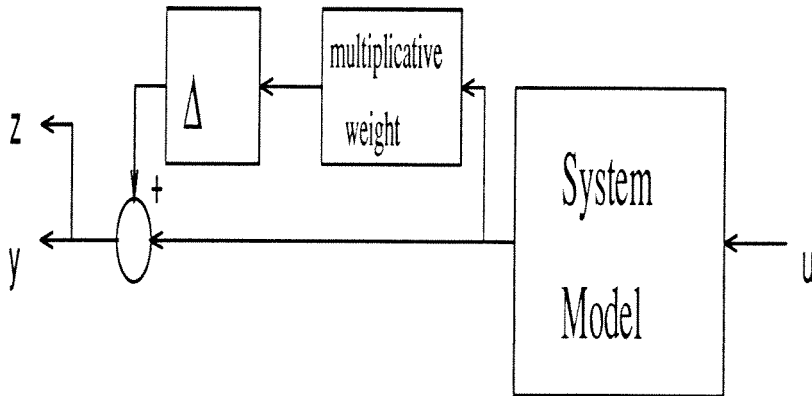 multiplicative
weight
Δ
z
+
System
y
u
Model